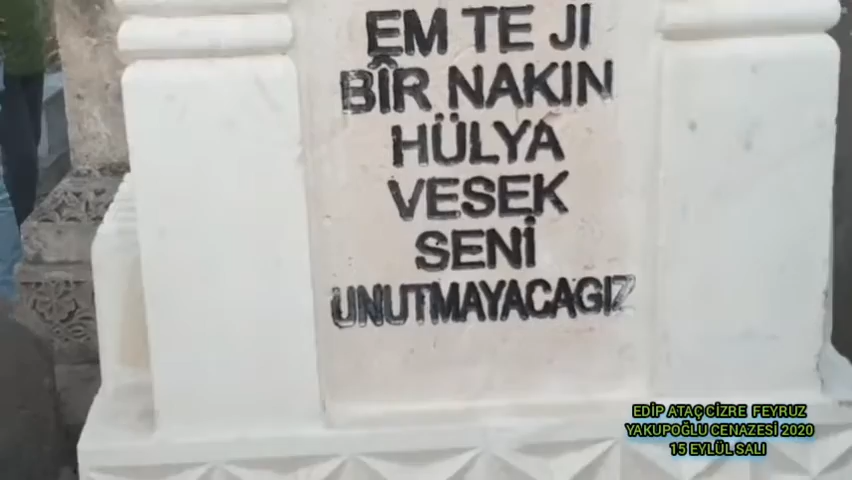 EM TE JI
BÎR NAKIN
HÜLYA
VESEK
SENİ
UNUTMAYACAGIZ
EDİP ATAÇ CİZRE FEYRUZ
YAKUPOĞLU CENAZESİ 2020
15 EYLÜL SALI